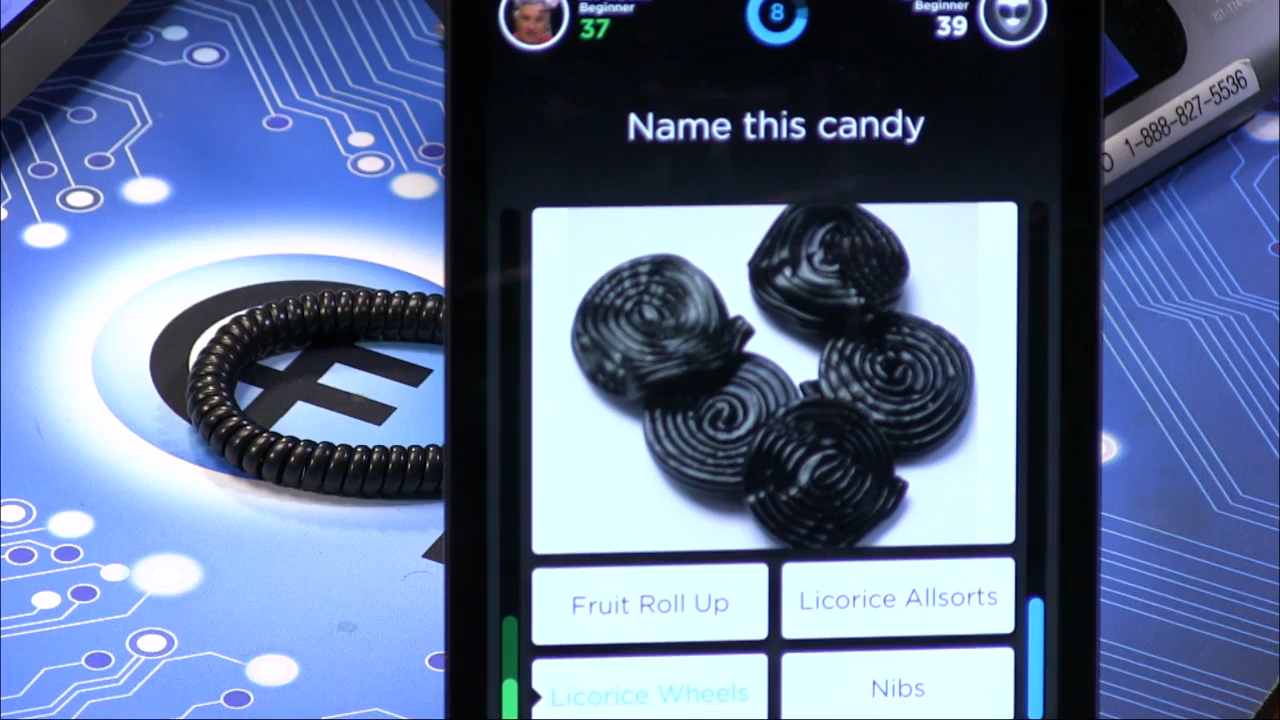 Beginner
37
8
Beginner
39
1-888-827-5536
Name this candy
Fruit Roll Up
Licorice Allsorts
Licorice Wheels
Nibs